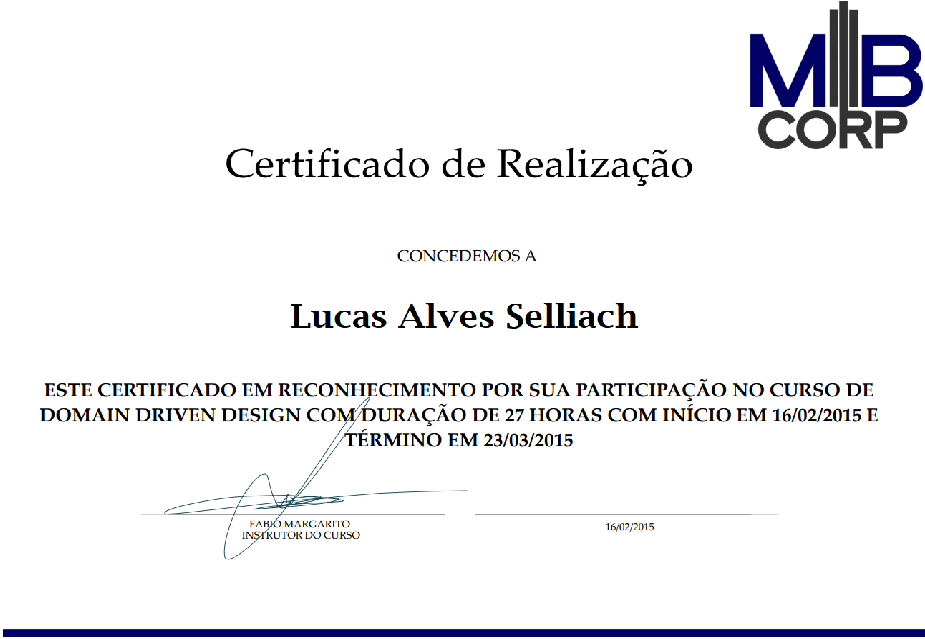 MB
CORP
Certificado de Realização
CONCEDEMOS A
Lucas Alves Selliach
ESTE CERTIFICADO EM RECONHECIMENTO POR SUA PARTICIPAÇÃO NO CURSO DE
DOMAIN DRIVEN DESIGN COM DURAÇÃO DE 27 HORAS COM INÍCIO EM 16/02/2015 E
TÉRMINO EM 23/03/2015
FABIO MARGARITO
INSTRUTOR DO CURSO
16/02/2015